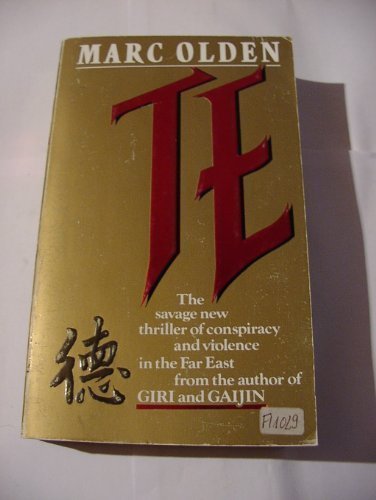 MARC OLDEN
TE
The
savage new
thriller of conspiracy
and violence
in the Far East
from the author of
GIRI and GAIJIN
德
F11029